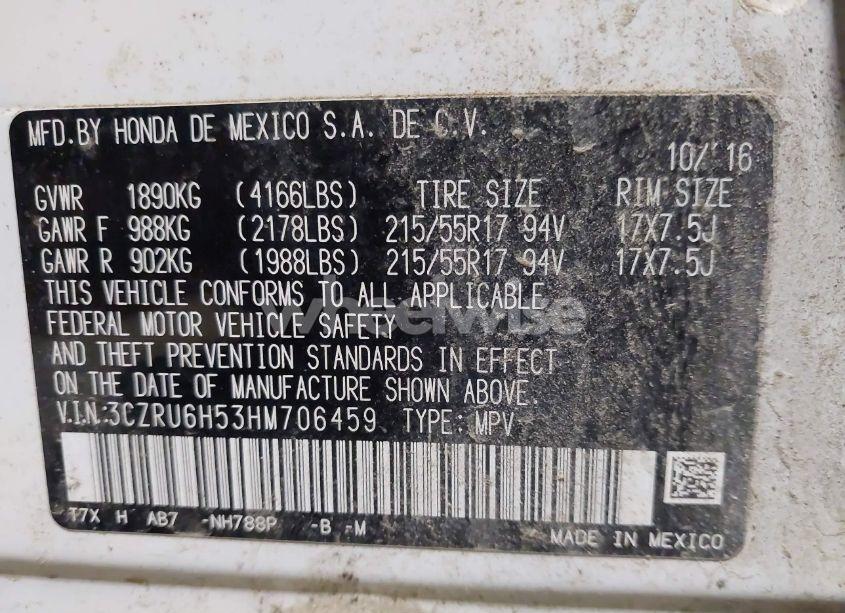 MFD.BY HONDA DE MEXICO S.A. DE C.V.
10/'16
GVWR 1890KG (4166LBS) TIRE SIZE RIM SIZE
GAWR F 988KG (2178LBS) 215/55R17 94V 17X7.5J
GAWR R 902KG (1988LBS) 215/55R17 94V 17X7.5J
THIS VEHICLE CONFORMS TO ALL APPLICABLE
FEDERAL MOTOR VEHICLE SAFETY
wheelwise
AND THEFT PREVENTION STANDARDS IN EFFECT
ON THE DATE OF MANUFACTURE SHOWN ABOVE.
V.I.N.:3CZRU6H53HM706459 TYPE: MPV
T7X H AB7 -NH788P -B -M
MADE IN MEXICO